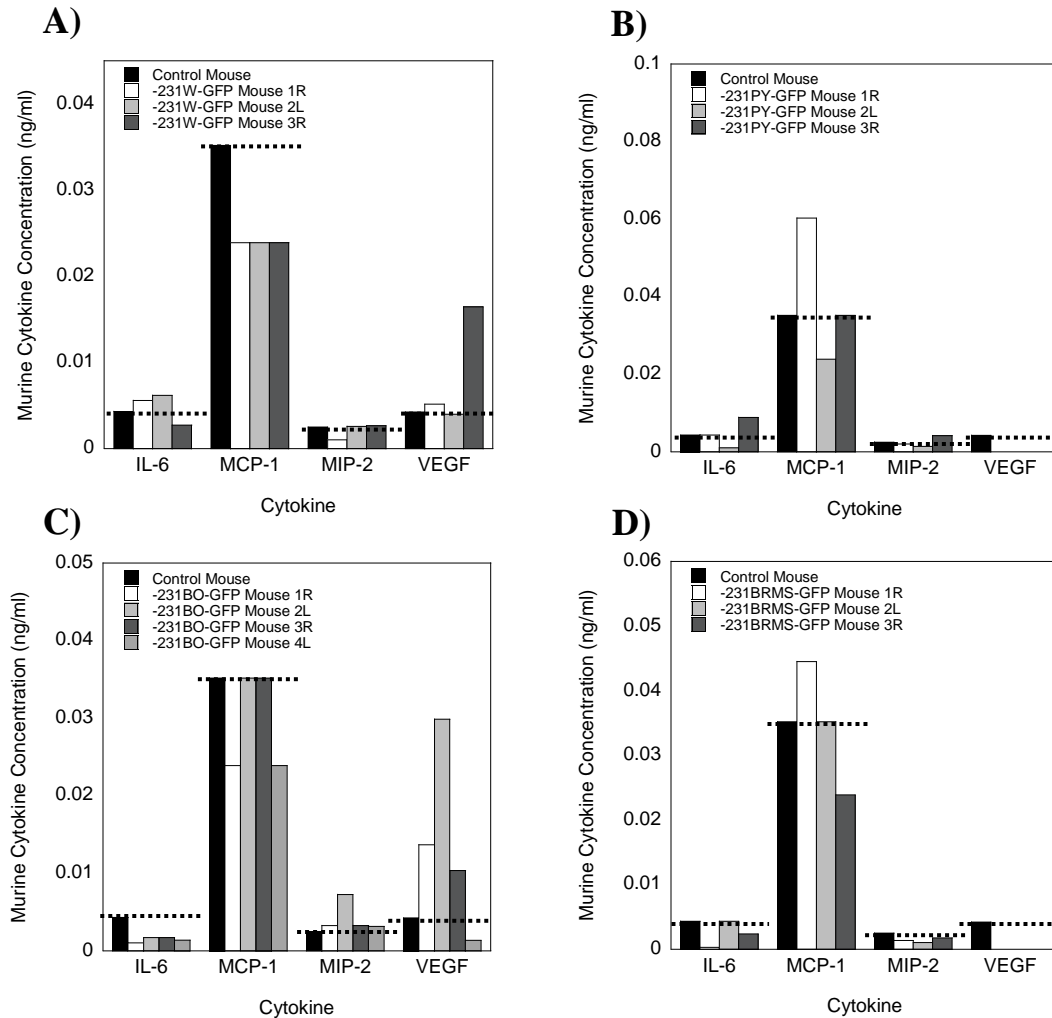 A)
Control Mouse
-231W-GFP Mouse 1R
-231W-GFP Mouse 2L
-231W-GFP Mouse 3R
Murine Cytokine Concentration (ng/ml)
0.04
0.03
0.02
0.01
0
IL-6 MCP-1 MIP-2 VEGF
Cytokine
B)
Control Mouse
-231PY-GFP Mouse 1R
-231PY-GFP Mouse 2L
-231PY-GFP Mouse 3R
Murine Cytokine Concentration (ng/ml)
0.1
0.08
0.06
0.04
0.02
0
IL-6 MCP-1 MIP-2 VEGF
Cytokine
C)
Control Mouse
-231BO-GFP Mouse 1R
-231BO-GFP Mouse 2L
-231BO-GFP Mouse 3R
-231BO-GFP Mouse 4L
Murine Cytokine Concentration (ng/ml)
0.05
0.04
0.03
0.02
0.01
0
IL-6 MCP-1 MIP-2 VEGF
Cytokine
D)
Control Mouse
-231BRMS-GFP Mouse 1R
-231BRMS-GFP Mouse 2L
-231BRMS-GFP Mouse 3R
Murine Cytokine Concentration (ng/ml)
0.06
0.05
0.04
0.03
0.02
0.01
0
IL-6 MCP-1 MIP-2 VEGF
Cytokine